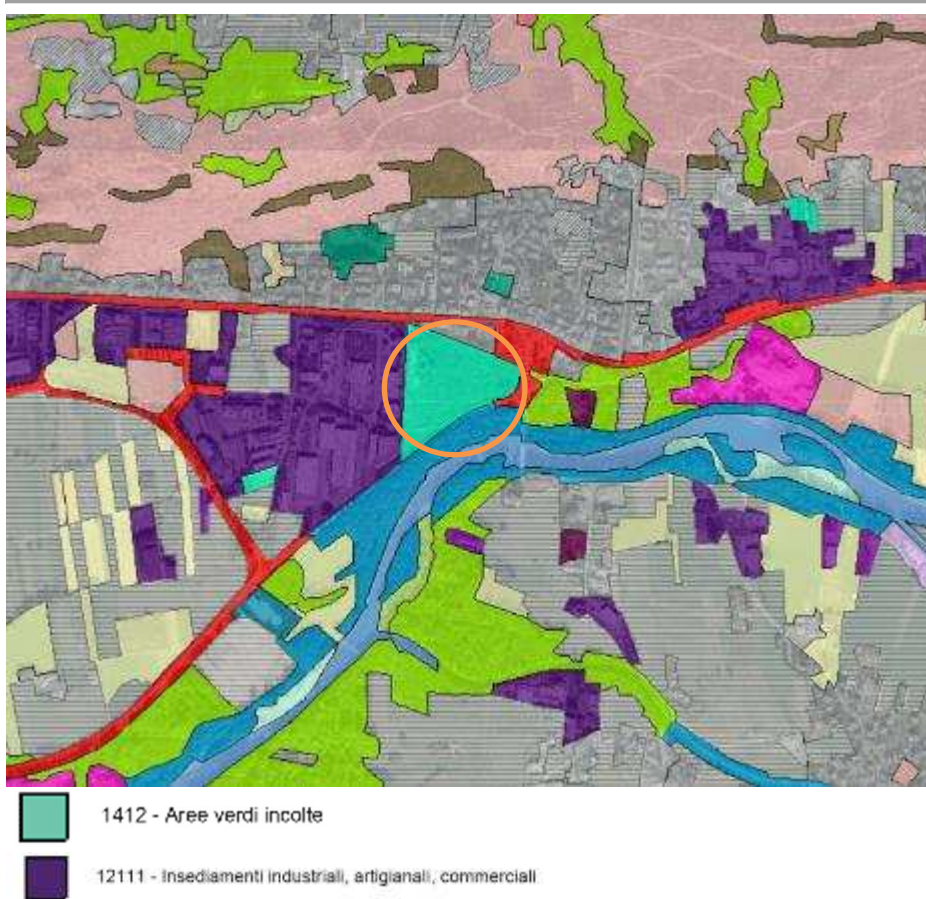 1412 - Aree verdi incolte
12111 - Insediamenti industriali, artigianali, commerciali